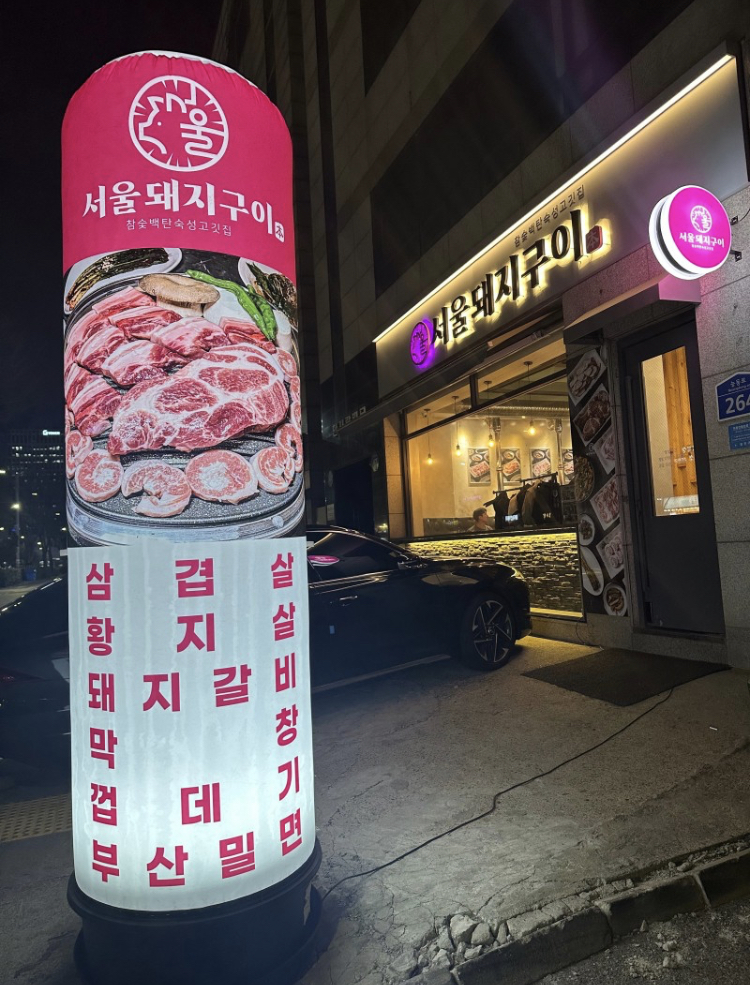 서울돼지구이
참숯백탄숙성고깃집
삼 겹 살
황 지 살
돼 지 갈 비
막 창
껍 데 기
부 산 밀 면
참숯백탄숙성고깃집
서울돼지구이
서울돼지구이
264